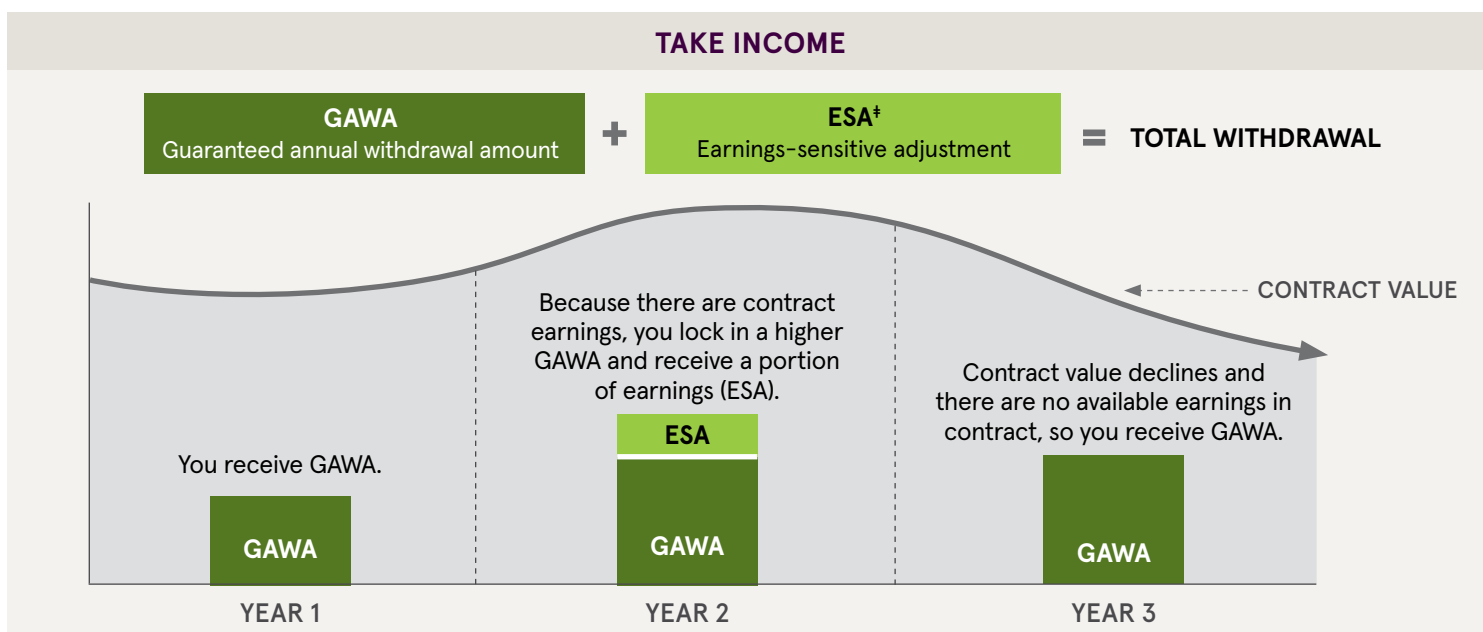 TAKE INCOME
GAWA
Guaranteed annual withdrawal amount
+
ESA‡
Earnings-sensitive adjustment
=
TOTAL WITHDRAWAL
CONTRACT VALUE
You receive GAWA.
GAWA
YEAR 1
Because there are contract
earnings, you lock in a higher
GAWA and receive a portion
of earnings (ESA).
ESA
GAWA
YEAR 2
Contract value declines and
there are no available earnings in
contract, so you receive GAWA.
GAWA
YEAR 3